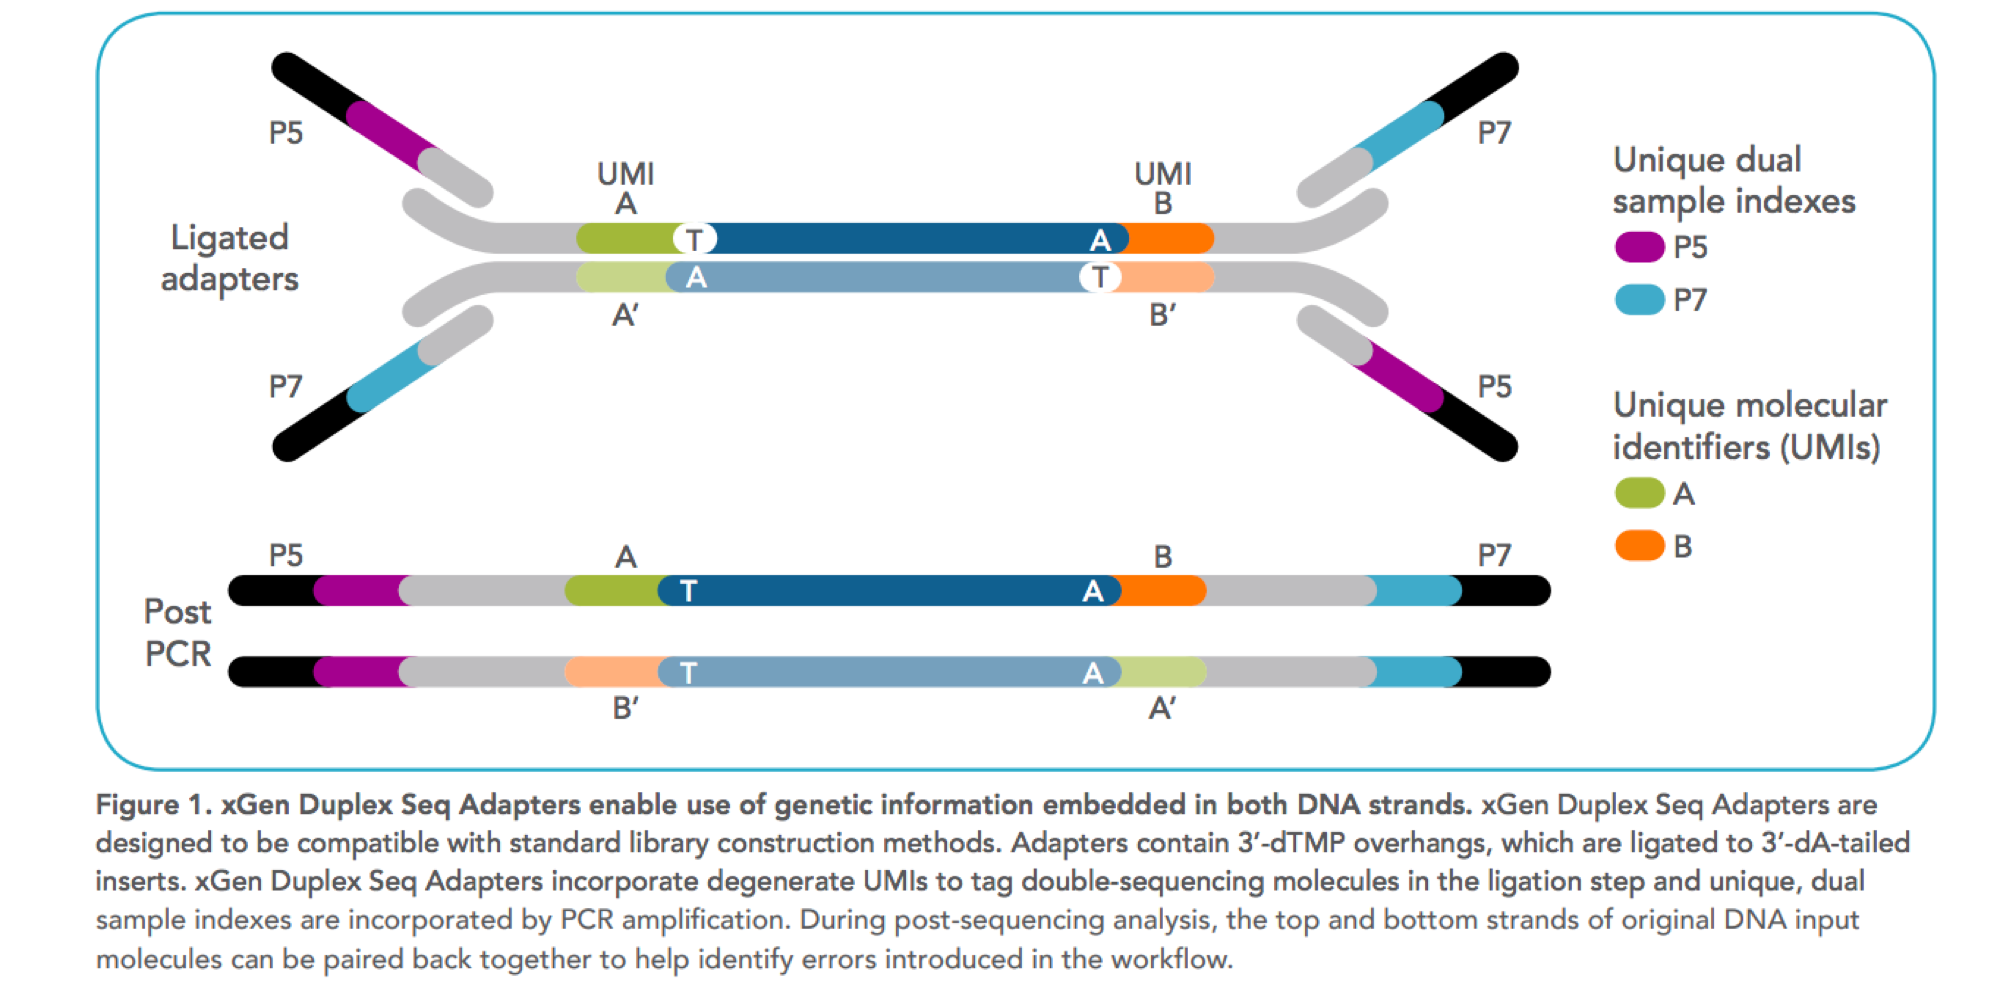 P5
P7
UMI
A
UMI
B
Unique dual
sample indexes
P5
P7
Ligated
adapters
T
A
A
T
A′
B′
P7
P5
Unique molecular
identifiers (UMIs)
A
B
P5
A
B
P7
Post
PCR
T
A
T
A
B′
A′
Figure 1. xGen Duplex Seq Adapters enable use of genetic information embedded in both DNA strands. xGen Duplex Seq Adapters are
designed to be compatible with standard library construction methods. Adapters contain 3′-dTMP overhangs, which are ligated to 3′-dA-tailed
inserts. xGen Duplex Seq Adapters incorporate degenerate UMIs to tag double-sequencing molecules in the ligation step and unique, dual
sample indexes are incorporated by PCR amplification. During post-sequencing analysis, the top and bottom strands of original DNA input
molecules can be paired back together to help identify errors introduced in the workflow.